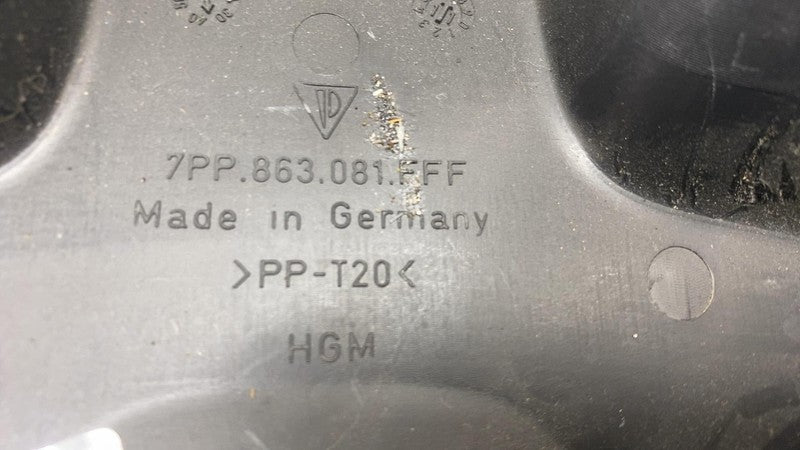 7PP.863.081.FFF
Made in Germany
>PP-T20<
HGM